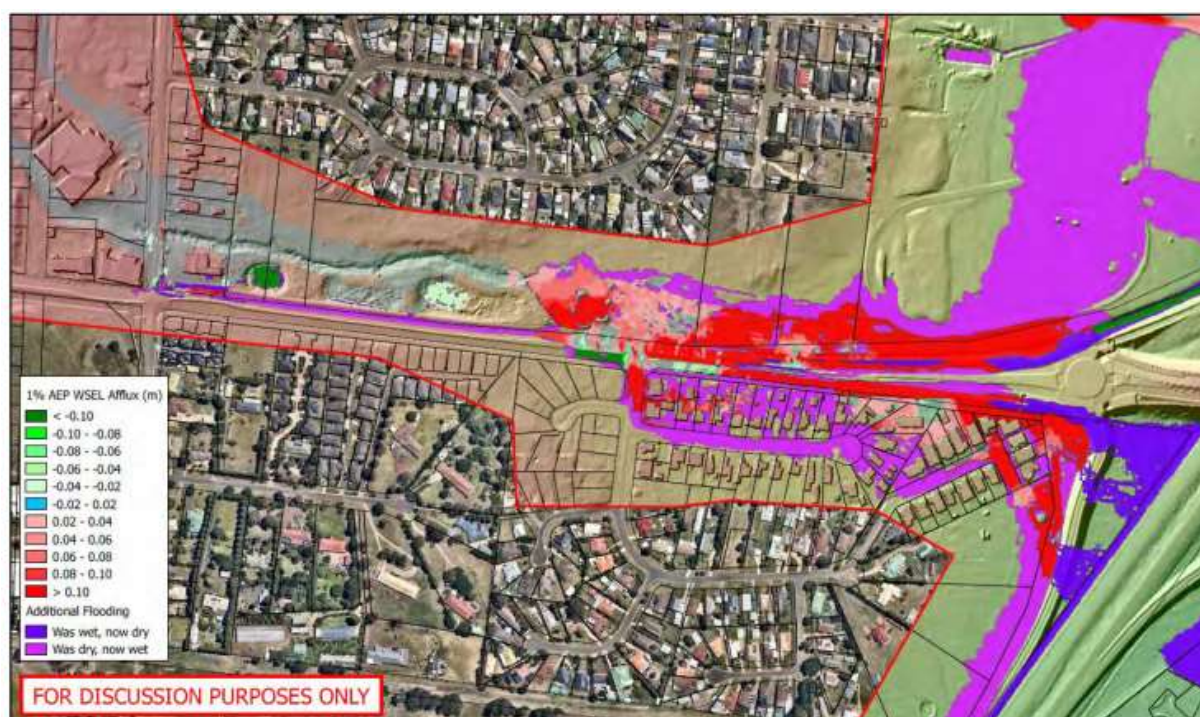 1% AEP WSEL Afflux (m)
< -0.10
-0.10 - -0.08
-0.08 - -0.06
-0.06 - -0.04
-0.04 - -0.02
-0.02 - 0.02
0.02 - 0.04
0.04 - 0.06
0.06 - 0.08
0.08 - 0.10
> 0.10
Additional Flooding
Was wet, now dry
Was dry, now wet
FOR DISCUSSION PURPOSES ONLY